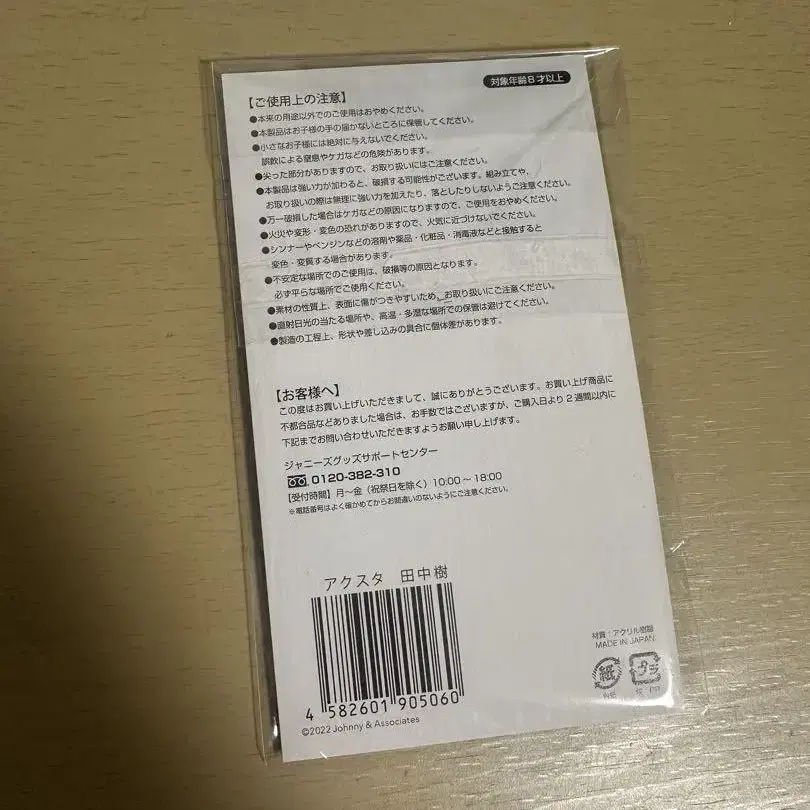 対象年齢8才以上
【ご使用上の注意】
●本来の用途以外でのご使用はおやめください。
●本製品はお子様の手の届かないところに保管してください。
●小さなお子様には絶対に与えないでください。
誤飲による窒息やケガなどの危険があります。
●尖った部分がありますので、お取り扱いにはご注意ください。
●本製品は強い力が加わると、破損する可能性がございます。組み立てや、
お取り扱いの際は無理に強い力を加えたり、落としたりしないようご注意ください。
●万一破損した場合はケガなどの原因になりますので、ご使用をおやめください。
●火災や変形・変色の恐れがありますので、火気に近づけないでください。
●シンナーやベンジンなどの溶剤や薬品・化粧品・消毒液などと接触すると
変色・変質する場合があります。
●不安定な場所でのご使用は、破損等の原因となります。
必ず平らな場所でご使用ください。
●素材の性質上、表面に傷がつきやすいため、お取り扱いにご注意ください。
●直射日光の当たる場所や、高温・多湿な場所での保管は避けてください。
●製造の工程上、形状や差し込みの具合に個体差があります。
【お客様へ】
この度はお買い上げいただきまして、誠にありがとうございます。お買い上げ商品に
不都合品などありました場合は、お手数ではございますが、ご購入日より2週間以内に
下記までお問い合わせいただきますようお願い申し上げます。
ジャニーズグッズサポートセンター
0120-382-310
【受付時間】月～金（祝祭日を除く）10:00～18:00
※電話番号はよく確かめてからお間違いのないようにご注意ください。
アクスタ 田中樹
4 582601 905060
©2022 Johnny & Associates
材質：アクリル樹脂
MADE IN JAPAN
紙
プラ